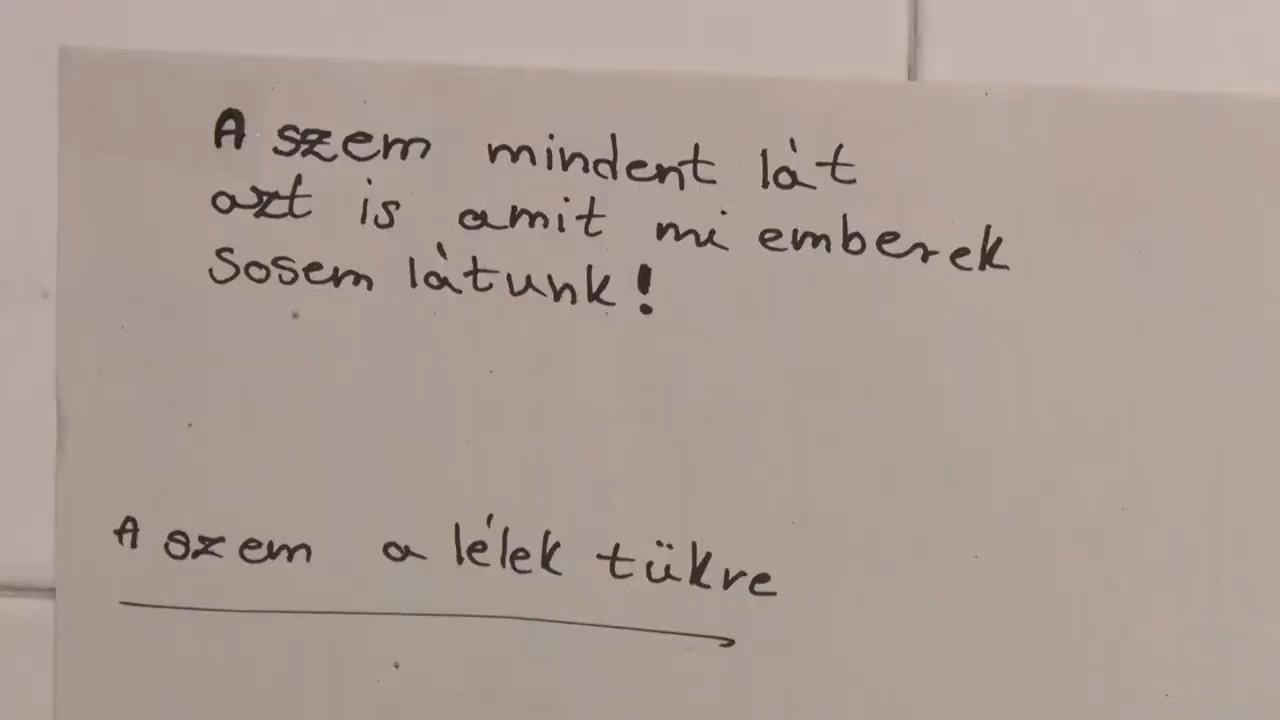 A szem mindent lát
azt is amit mi emberek
sosem látunk!
A szem a lélek tükre